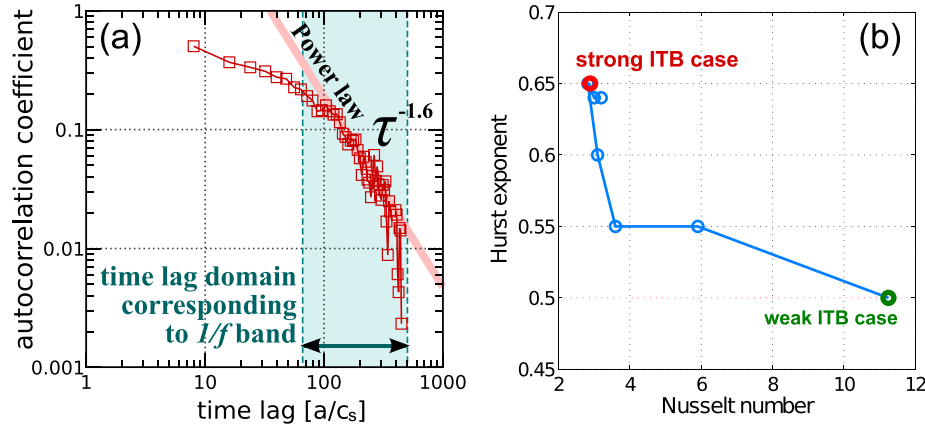 (a)
1
0.1
0.01
0.001
autocorrelation coefficient
Power law
τ^-1.6
time lag domain
corresponding
to 1/f band
1
10
100
1000
time lag [a/c_s]
(b)
0.7
0.65
0.6
0.55
0.5
0.45
Hurst exponent
strong ITB case
weak ITB case
2
4
6
8
10
12
Nusselt number